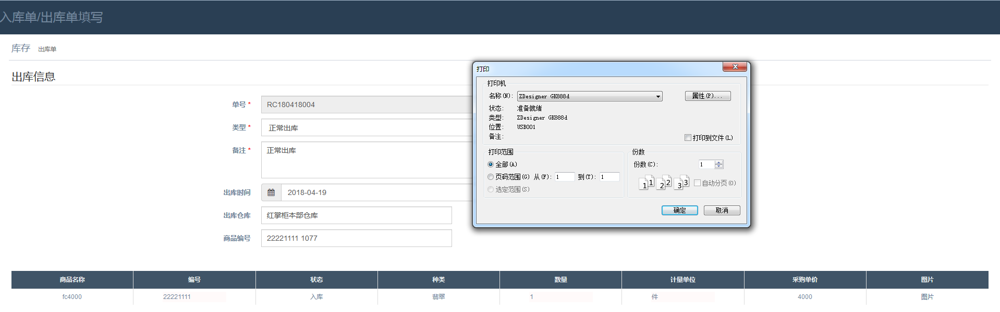 入库单/出库单填写
库存 出库单
出库信息
单号 * RC180418004
类型 * 正常出库
备注 * 正常出库
出库时间 2018-04-19
出库仓库 红掌柜本部仓库
商品编号 22221111 1077
打印
打印机
名称(N): ZDesigner GK888d 属性(P)...
状态: 准备就绪
类型: ZDesigner GK888d
位置: USB001
备注: 打印到文件(L)
打印范围
全部(A)
页码范围(G) 从(F): 1 到(T): 1
选定范围(S)
份数
份数(C): 1
1 1 2 2 3 3 自动分页(O)
确定 取消
商品名称 编号 状态 种类 数量 计量单位 采购单价 图片
fc4000 22221111 入库 翡翠 1 件 4000 图片